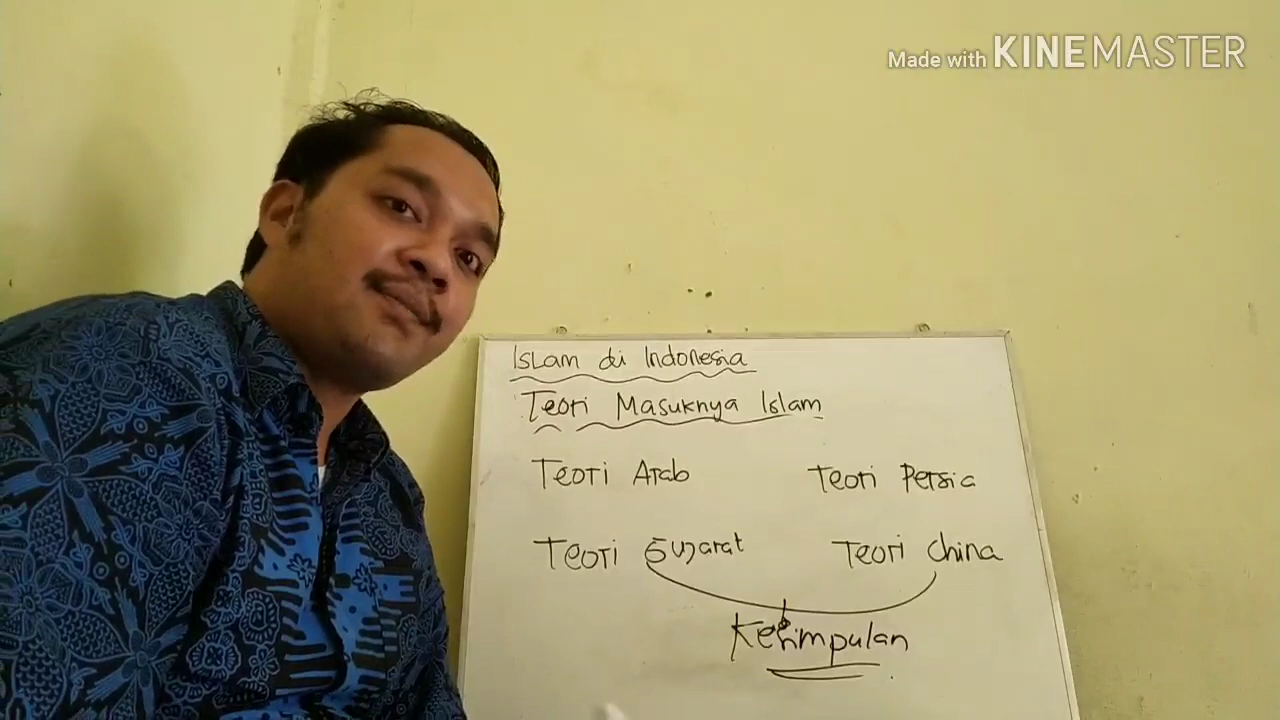 Made with KINEMASTER
Islam di Indonesia
Teori Masuknya Islam
Teori Arab
Teori Persia
Teori Gujarat
Teori China
Kesimpulan